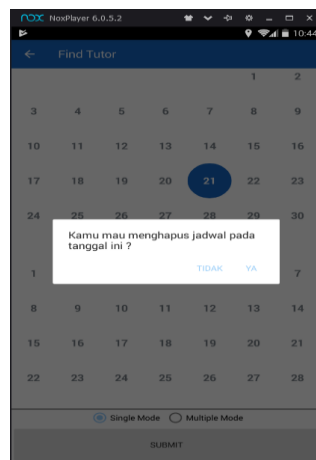 nox NoxPlayer 6.0.5.2
10:44
Find Tutor
1 2
3 4 5 6 7 8 9
10 11 12 13 14 15 16
17 18 19 20 21 22 23
24 25 26 27 28 29 30
Kamu mau menghapus jadwal pada
tanggal ini ?
TIDAK YA
1 7
8 9 10 11 12 13 14
15 16 17 18 19 20 21
22 23 24 25 26 27 28
Single Mode Multiple Mode
SUBMIT